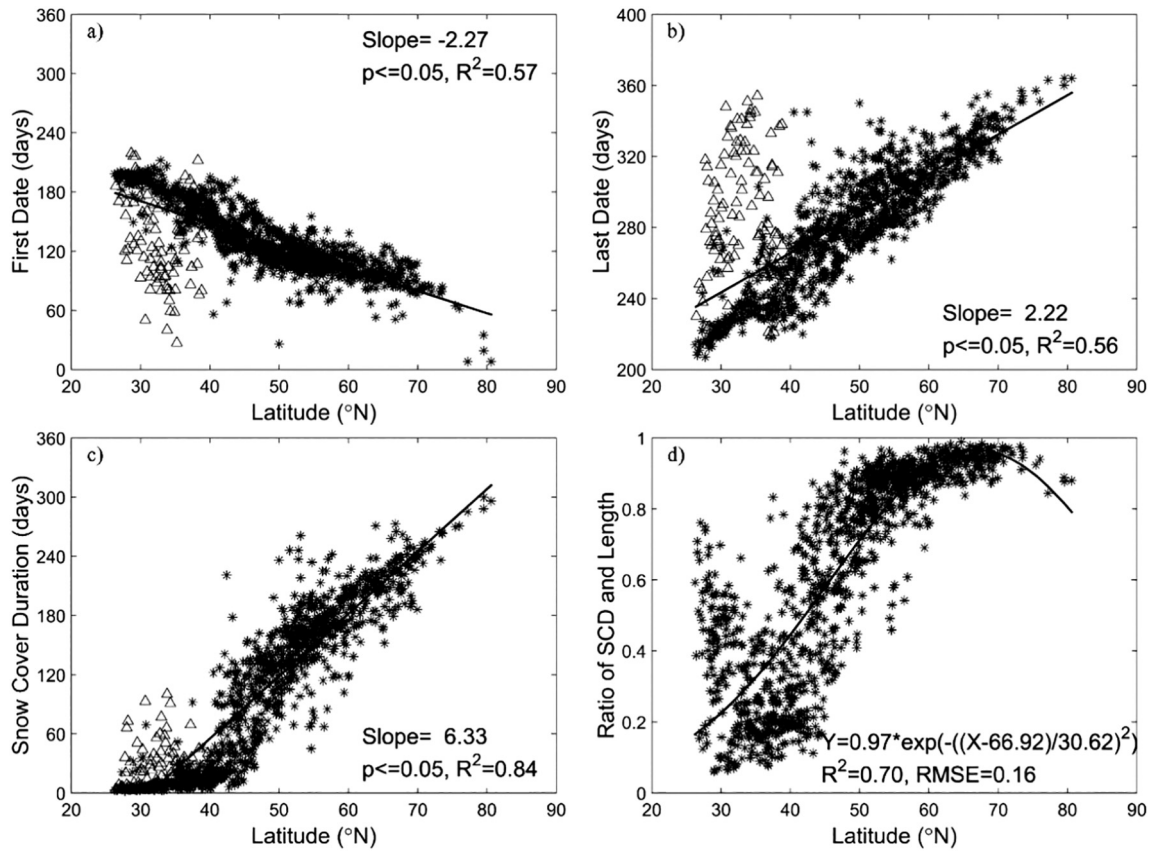 a)
Slope= -2.27
p<=0.05, R²=0.57
First Date (days)
360
300
240
180
120
60
0
20 30 40 50 60 70 80 90
Latitude (°N)
b)
Slope= 2.22
p<=0.05, R²=0.56
Last Date (days)
400
360
320
280
240
200
20 30 40 50 60 70 80 90
Latitude (°N)
c)
Slope= 6.33
p<=0.05, R²=0.84
Snow Cover Duration (days)
360
300
240
180
120
60
0
20 30 40 50 60 70 80 90
Latitude (°N)
d)
Y=0.97*exp(-((X-66.92)/30.62)²)
R²=0.70, RMSE=0.16
Ratio of SCD and Length
1
0.8
0.6
0.4
0.2
0
20 30 40 50 60 70 80 90
Latitude (°N)